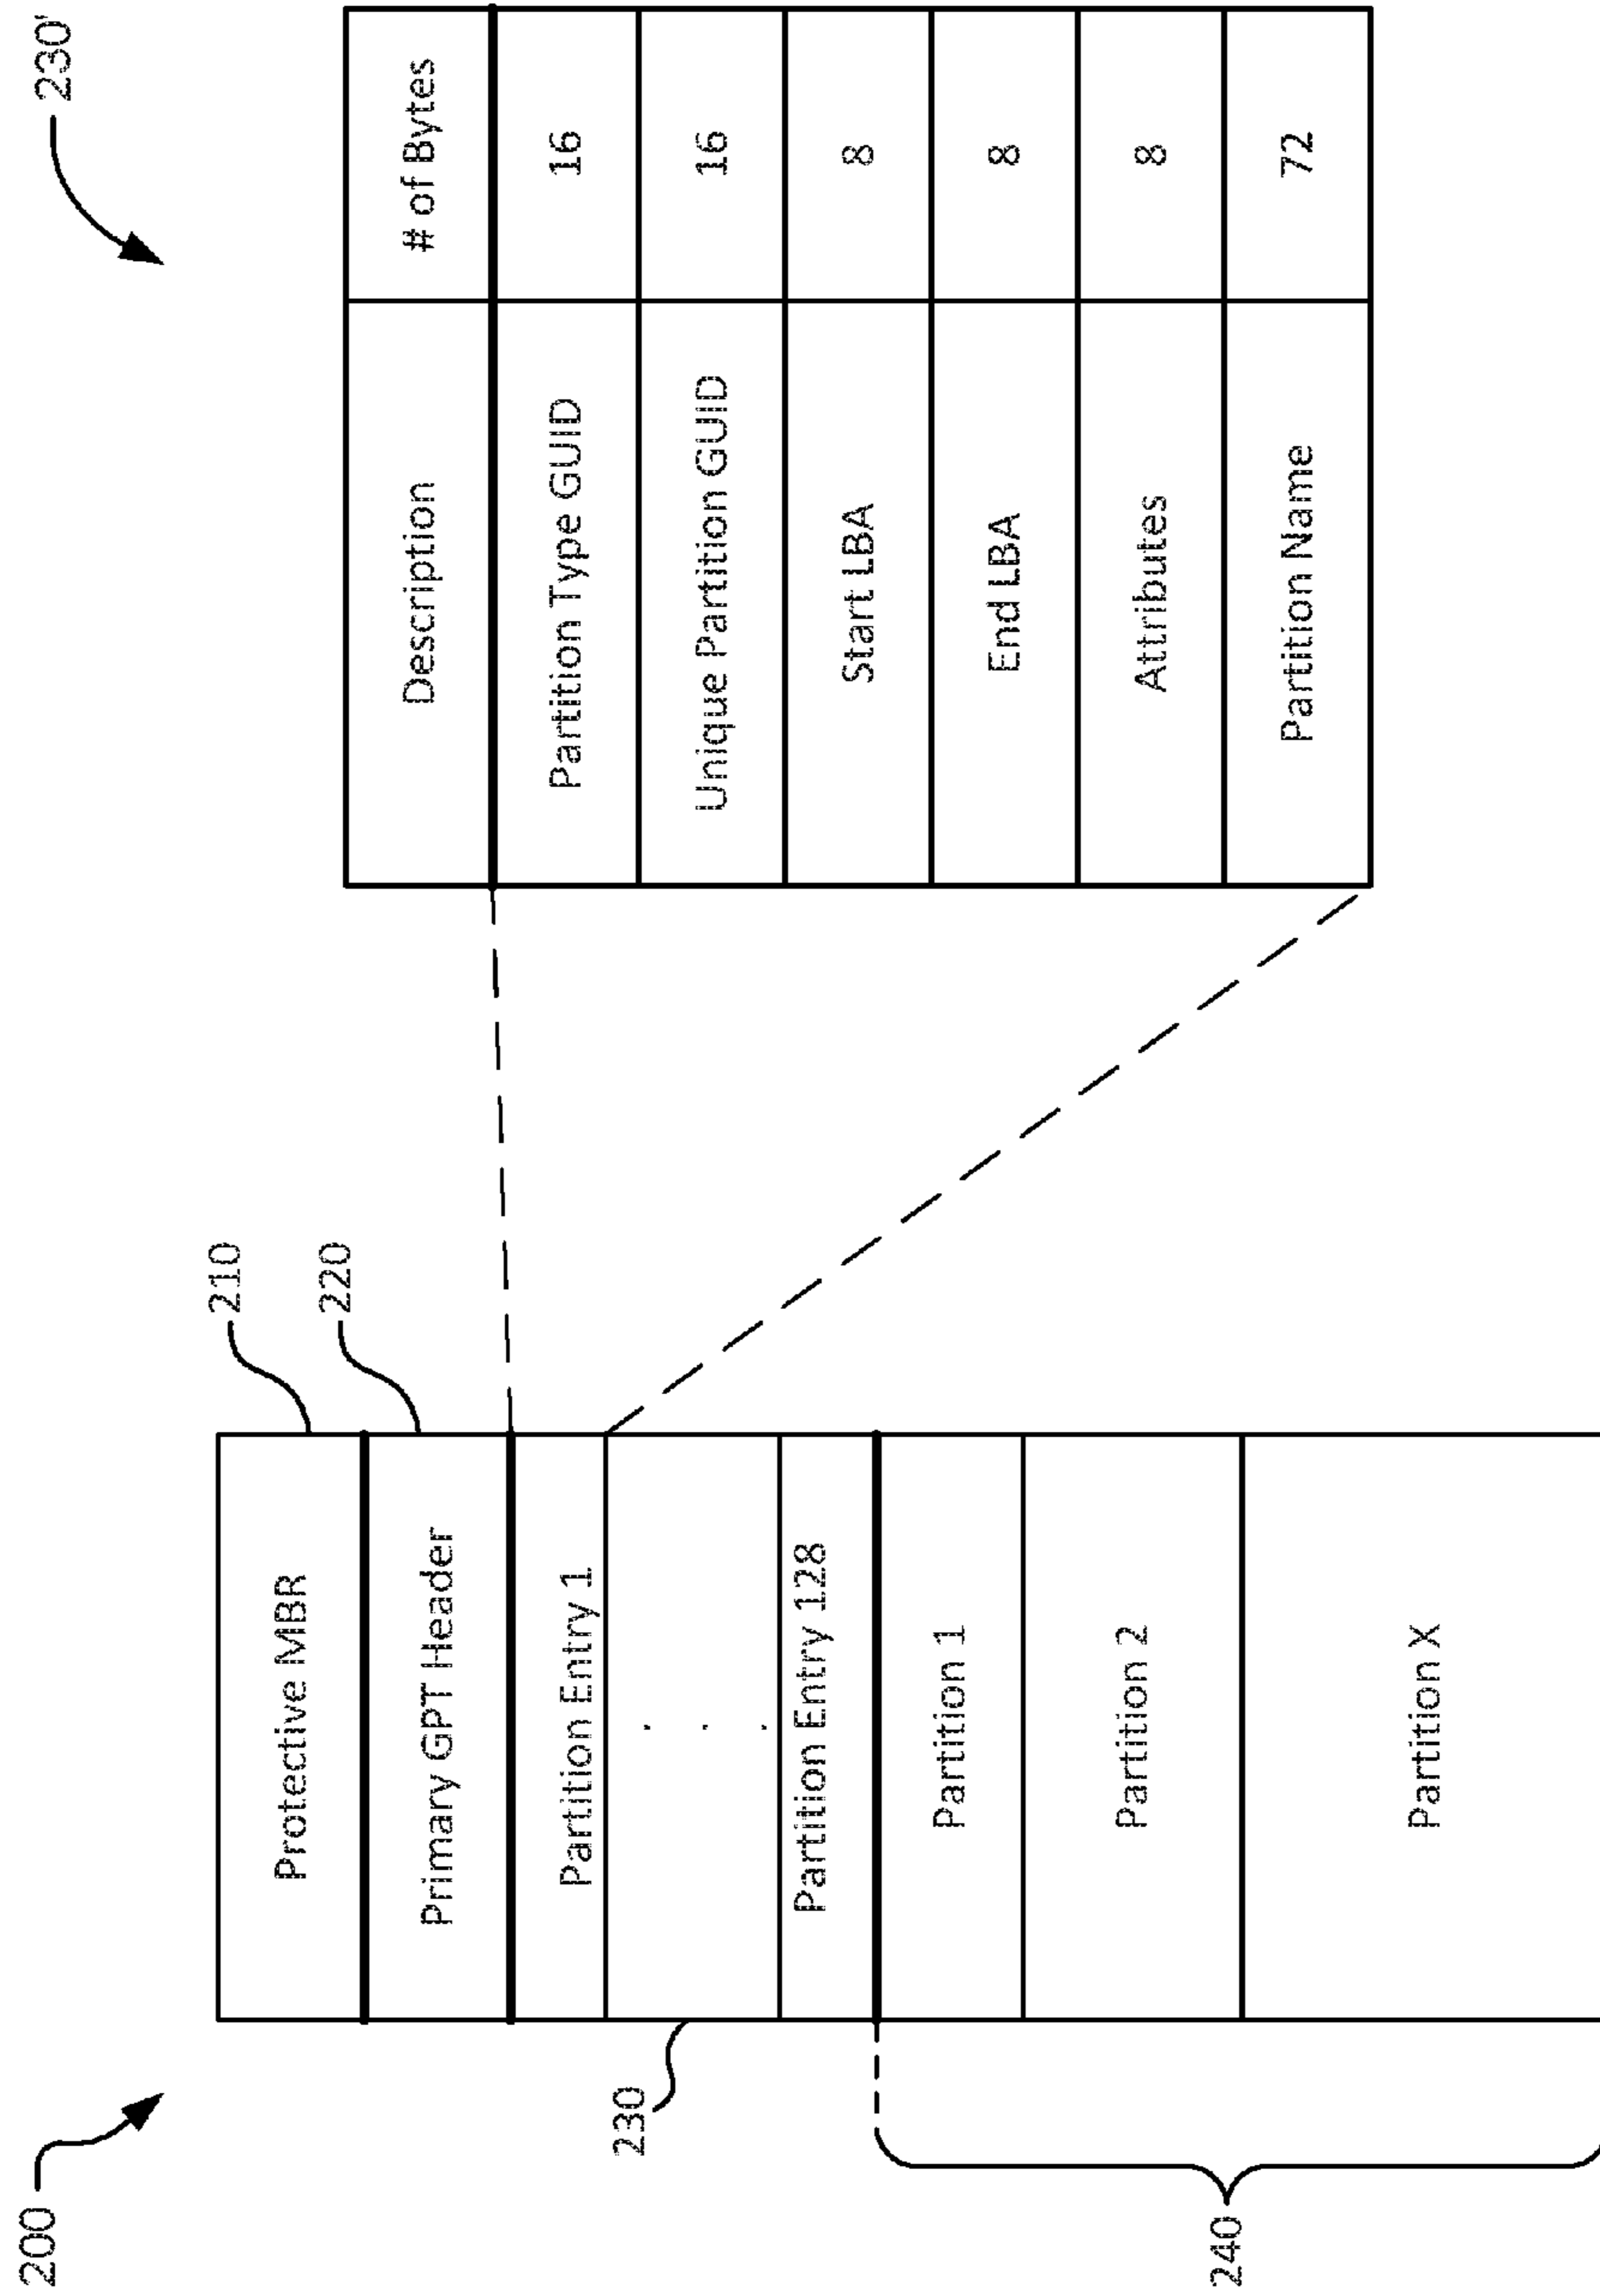 200
210
Protective MBR
220
Primary GPT Header
Partition Entry 1
.
.
.
230
Partition Entry 128
Partition 1
Partition 2
Partition X
240
230'
Description # of Bytes
Partition Type GUID 16
Unique Partition GUID 16
Start LBA 8
End LBA 8
Attributes 8
Partition Name 72